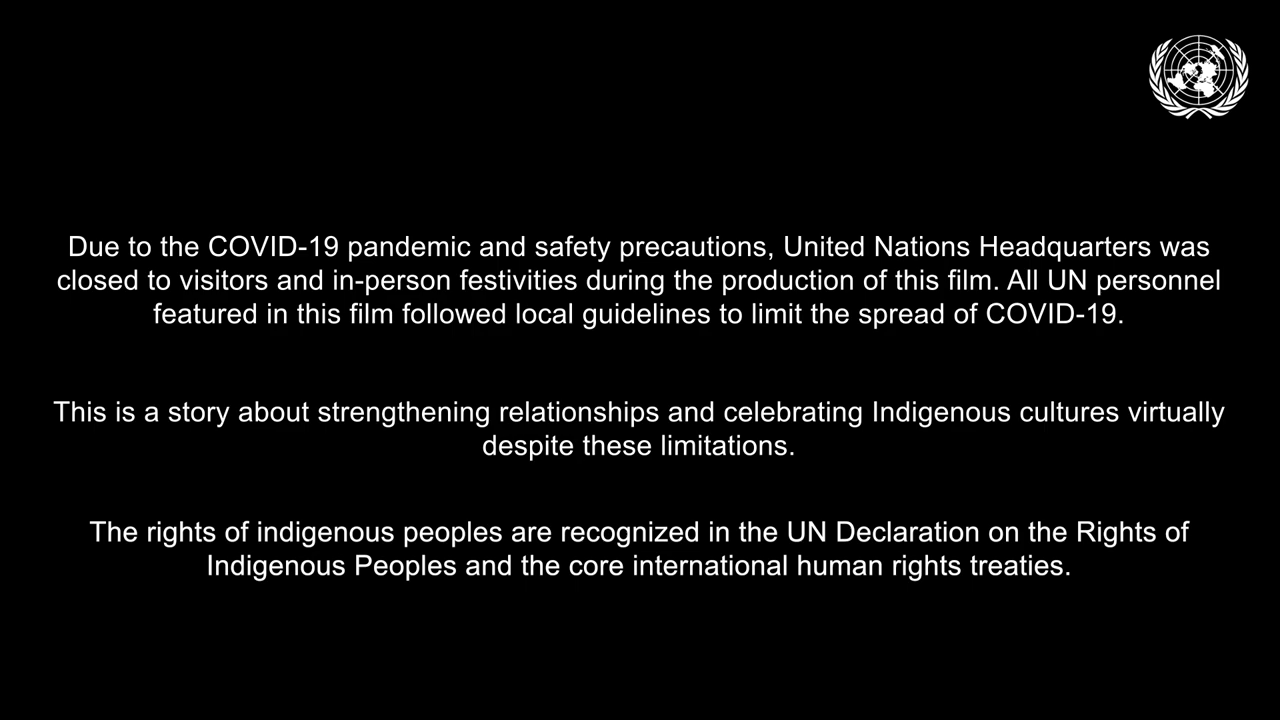 Due to the COVID-19 pandemic and safety precautions, United Nations Headquarters was
closed to visitors and in-person festivities during the production of this film. All UN personnel
featured in this film followed local guidelines to limit the spread of COVID-19.
This is a story about strengthening relationships and celebrating Indigenous cultures virtually
despite these limitations.
The rights of indigenous peoples are recognized in the UN Declaration on the Rights of
Indigenous Peoples and the core international human rights treaties.